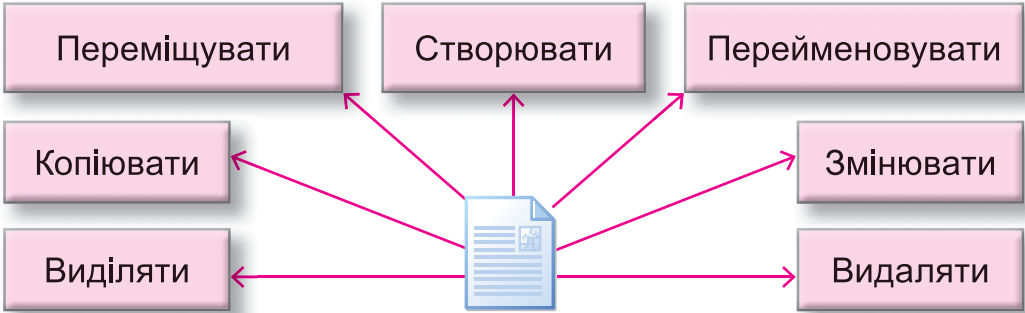 Переміщувати
Створювати
Перейменовувати
Копіювати
Змінювати
Виділяти
Видаляти